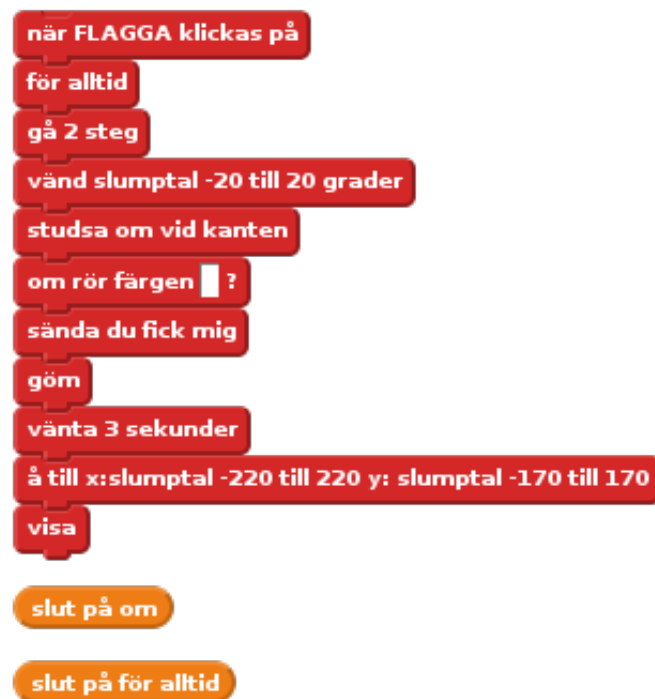 när FLAGGA klickas på
för alltid
gå 2 steg
vänd slumptal -20 till 20 grader
studsa om vid kanten
om rör färgen ?
sända du fick mig
göm
vänta 3 sekunder
å till x:slumptal -220 till 220 y: slumptal -170 till 170
visa
slut på om
slut på för alltid